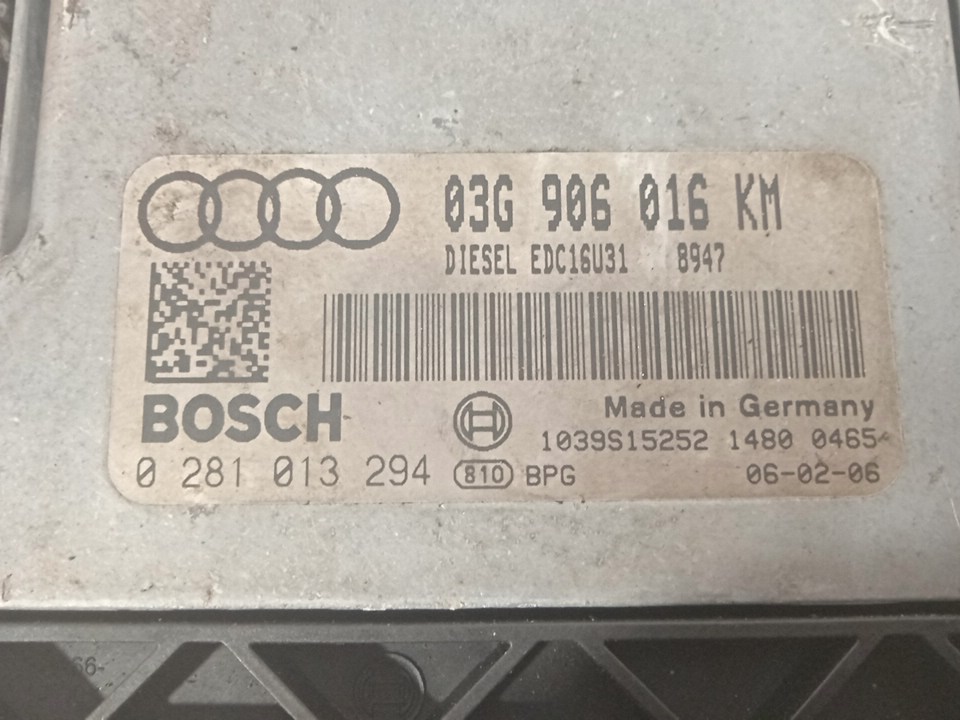 03G 906 016 KM
DIESEL EDC16U31 8947
BOSCH
Made in Germany
1039S15252 1480 0465
0 281 013 294 810 BPG 06-02-06
66-